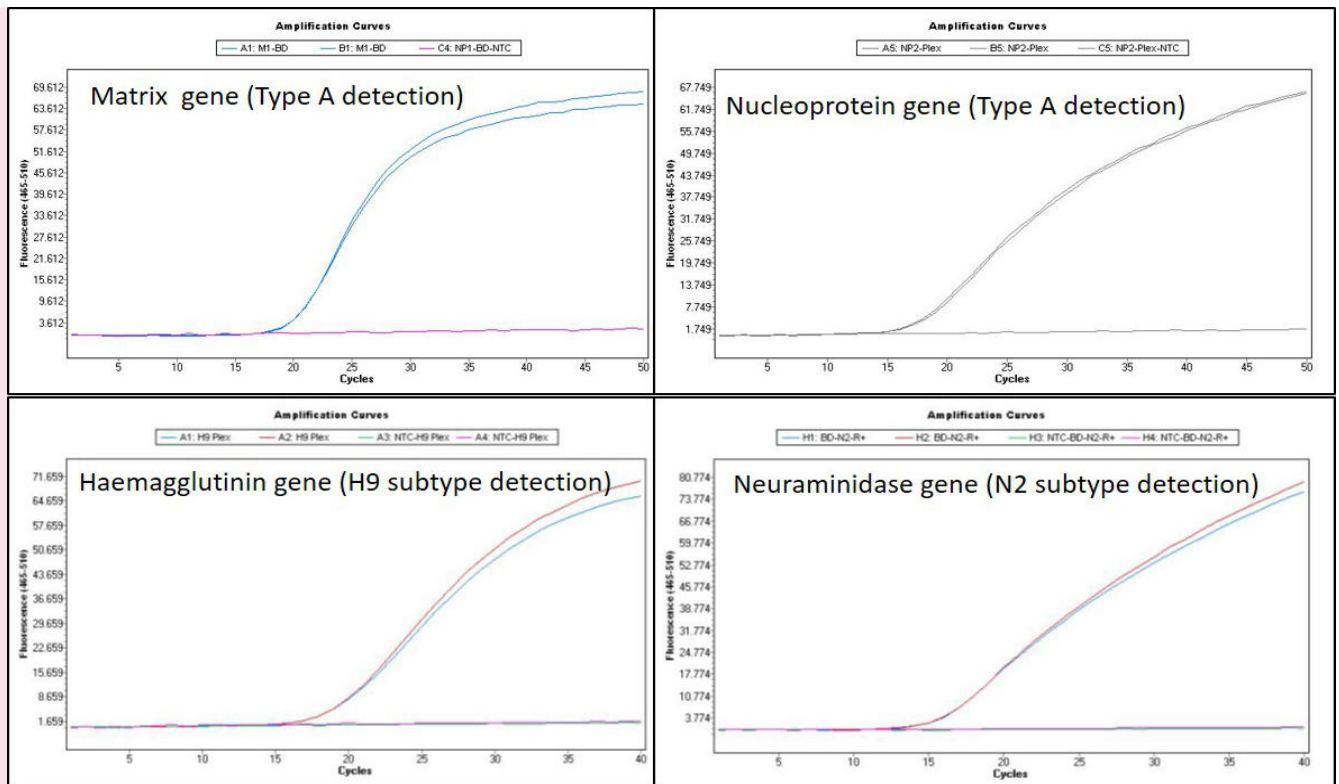 Amplification Curves
A1: M1-BD B1: M1-BD C4: NP1-BD-NTC
Matrix gene (Type A detection)
69.612
63.612
57.612
51.612
45.612
39.612
33.612
27.612
21.612
15.612
9.612
3.612
Fluorescence (465-510)
5 10 15 20 25 30 35 40 45 50
Cycles
Amplification Curves
A5: NP2-Plex B5: NP2-Plex C5: NP2-Plex-NTC
Nucleoprotein gene (Type A detection)
67.749
61.749
55.749
49.749
43.749
37.749
31.749
25.749
19.749
13.749
7.749
1.749
Fluorescence (465-510)
5 10 15 20 25 30 35 40 45 50
Cycles
Amplification Curves
A1: H9 Plex A2: H9 Plex A3: NTC-H9 Plex A4: NTC-H9 Plex
Haemagglutinin gene (H9 subtype detection)
71.659
64.659
57.659
50.659
43.659
36.659
29.659
22.659
15.659
8.659
1.659
Fluorescence (465-510)
5 10 15 20 25 30 35 40
Cycles
Amplification Curves
H1: BD-N2-R+ H2: BD-N2-R+ H3: NTC-BD-N2-R+ H4: NTC-BD-N2-R+
Neuraminidase gene (N2 subtype detection)
80.774
73.774
66.774
59.774
52.774
45.774
38.774
31.774
24.774
17.774
10.774
3.774
Fluorescence (465-510)
5 10 15 20 25 30 35 40
Cycles